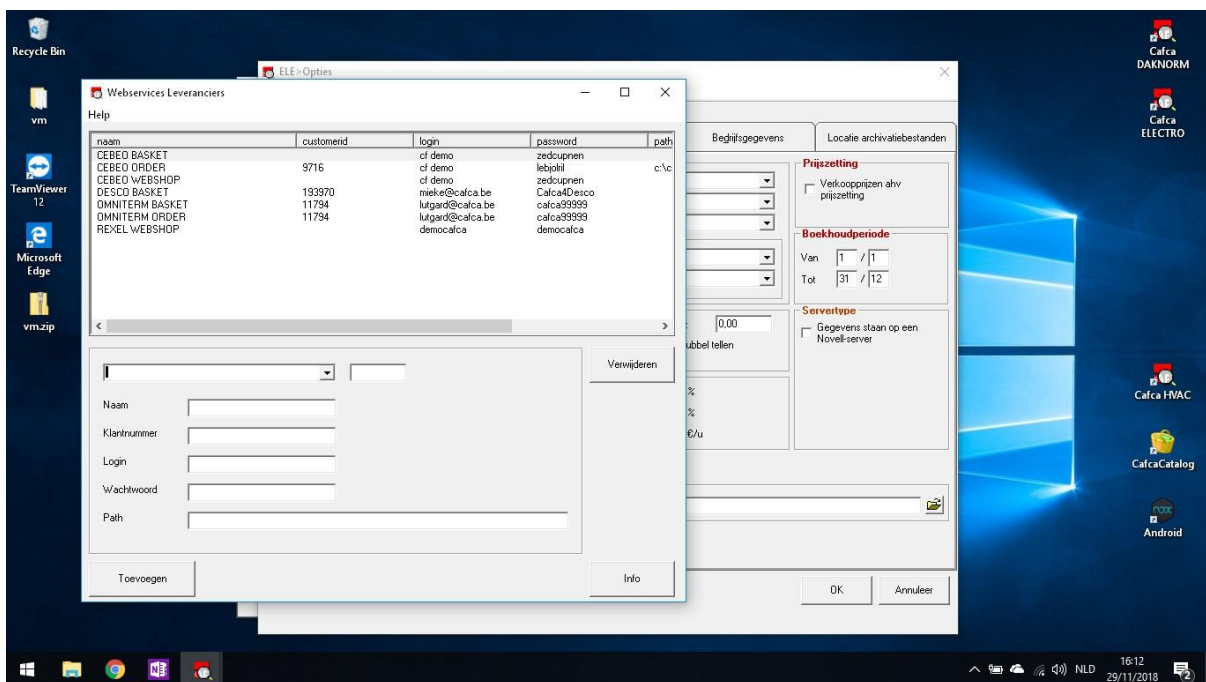 Recycle Bin
vm
TeamViewer
12
Microsoft
Edge
vm.zip
ELE>Opties
Webservices Leveranciers
Help
naam customerid login password path
CEBEO BASKET cf demo zedcupnen
CEBEO ORDER 9716 cf demo lebjolril c:\c
CEBEO WEBSHOP cf demo zedcupnen
DESCO BASKET 193970 mieke@cafca.be Cafca4Desco
OMNITERM BASKET 11794 lutgard@cafca.be cafca99999
OMNITERM ORDER 11794 lutgard@cafca.be cafca99999
REXEL WEBSHOP democafca democafca
Verwijderen
Naam
Klantnummer
Login
Wachtwoord
Path
Toevoegen
Info
Bedrijfsgegevens
Locatie archivatiebestanden
Prijszetting
Verkoopprijzen ahv
prijszetting
Boekhoudperiode
Van 1 / 1
Tot 31 / 12
Servertype
Gegevens staan op een
Novell-server
0,00
ubbel tellen
%
%
€/u
OK
Annuleer
Cafca
DAKNORM
Cafca
ELECTRO
Cafca HVAC
CafcaCatalog
nox
Android
NLD
16:12
29/11/2018
2